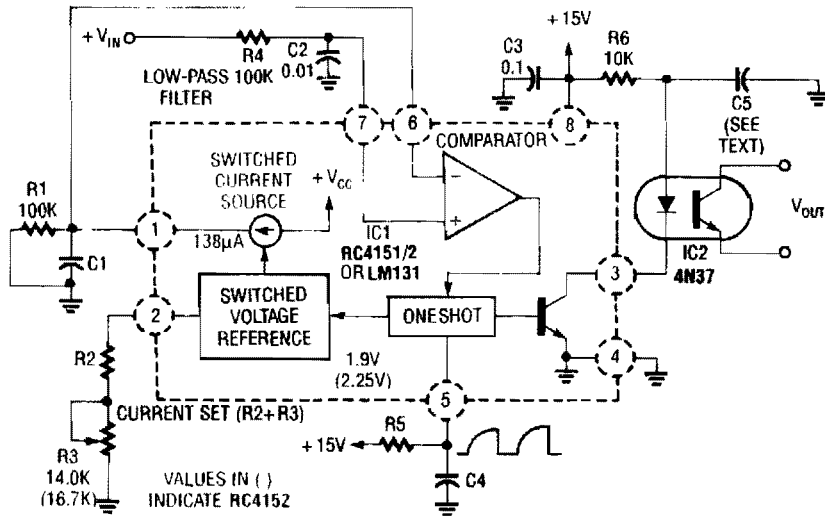 +15V
+VIN
R4
100K
C2
0.01
LOW-PASS
FILTER
C3
0.1
R6
10K
C5
(SEE
TEXT)
7
6
8
COMPARATOR
SWITCHED
CURRENT
SOURCE
+VCC
R1
100K
1
138µA
C1
IC1
RC4151/2
OR LM131
−
+
VOUT
IC2
4N37
3
2
SWITCHED
VOLTAGE
REFERENCE
ONESHOT
4
R2
1.9V
(2.25V)
5
CURRENT SET (R2+R3)
R3
14.0K
(16.7K)
+15V
R5
C4
VALUES IN ( )
INDICATE RC4152